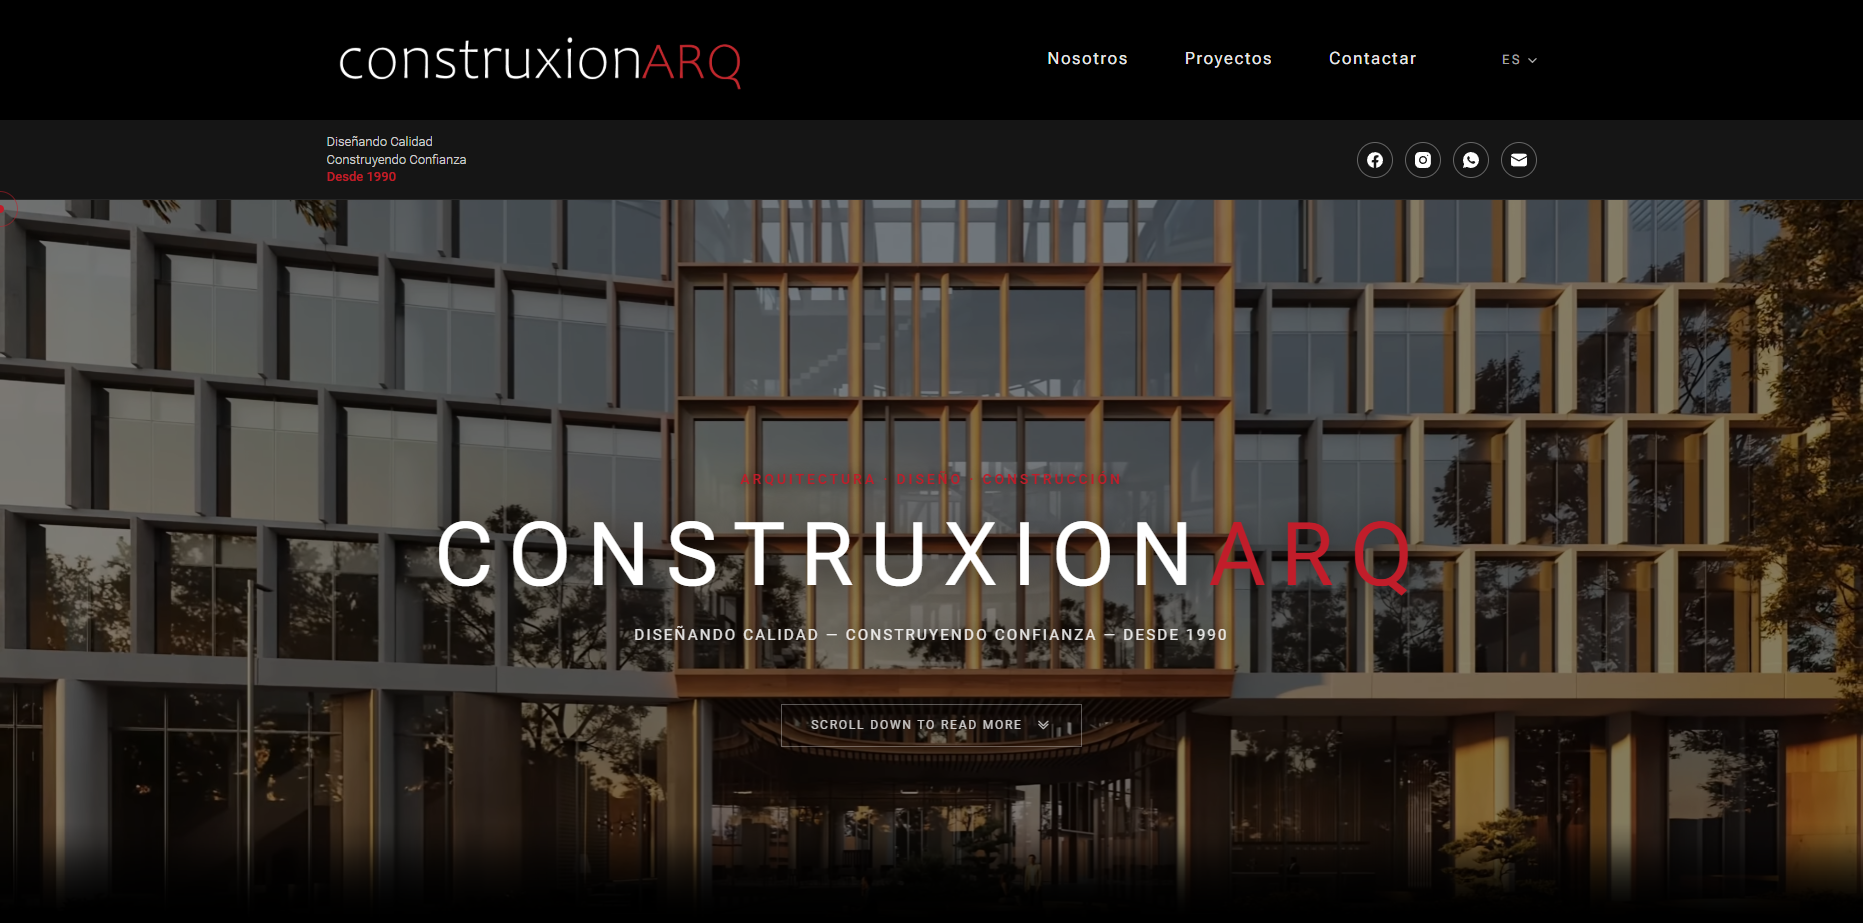 construxionARQ
Nosotros Proyectos Contactar ES
Diseñando Calidad
Construyendo Confianza
Desde 1990
ARQUITECTURA · DISEÑO · CONSTRUCCIÓN
CONSTRUXIONARQ
DISEÑANDO CALIDAD — CONSTRUYENDO CONFIANZA — DESDE 1990
SCROLL DOWN TO READ MORE